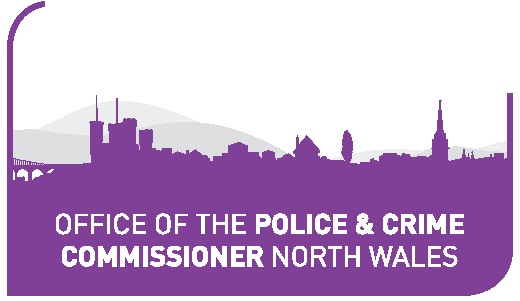 OFFICE OF THE POLICE & CRIME
COMMISSIONER NORTH WALES